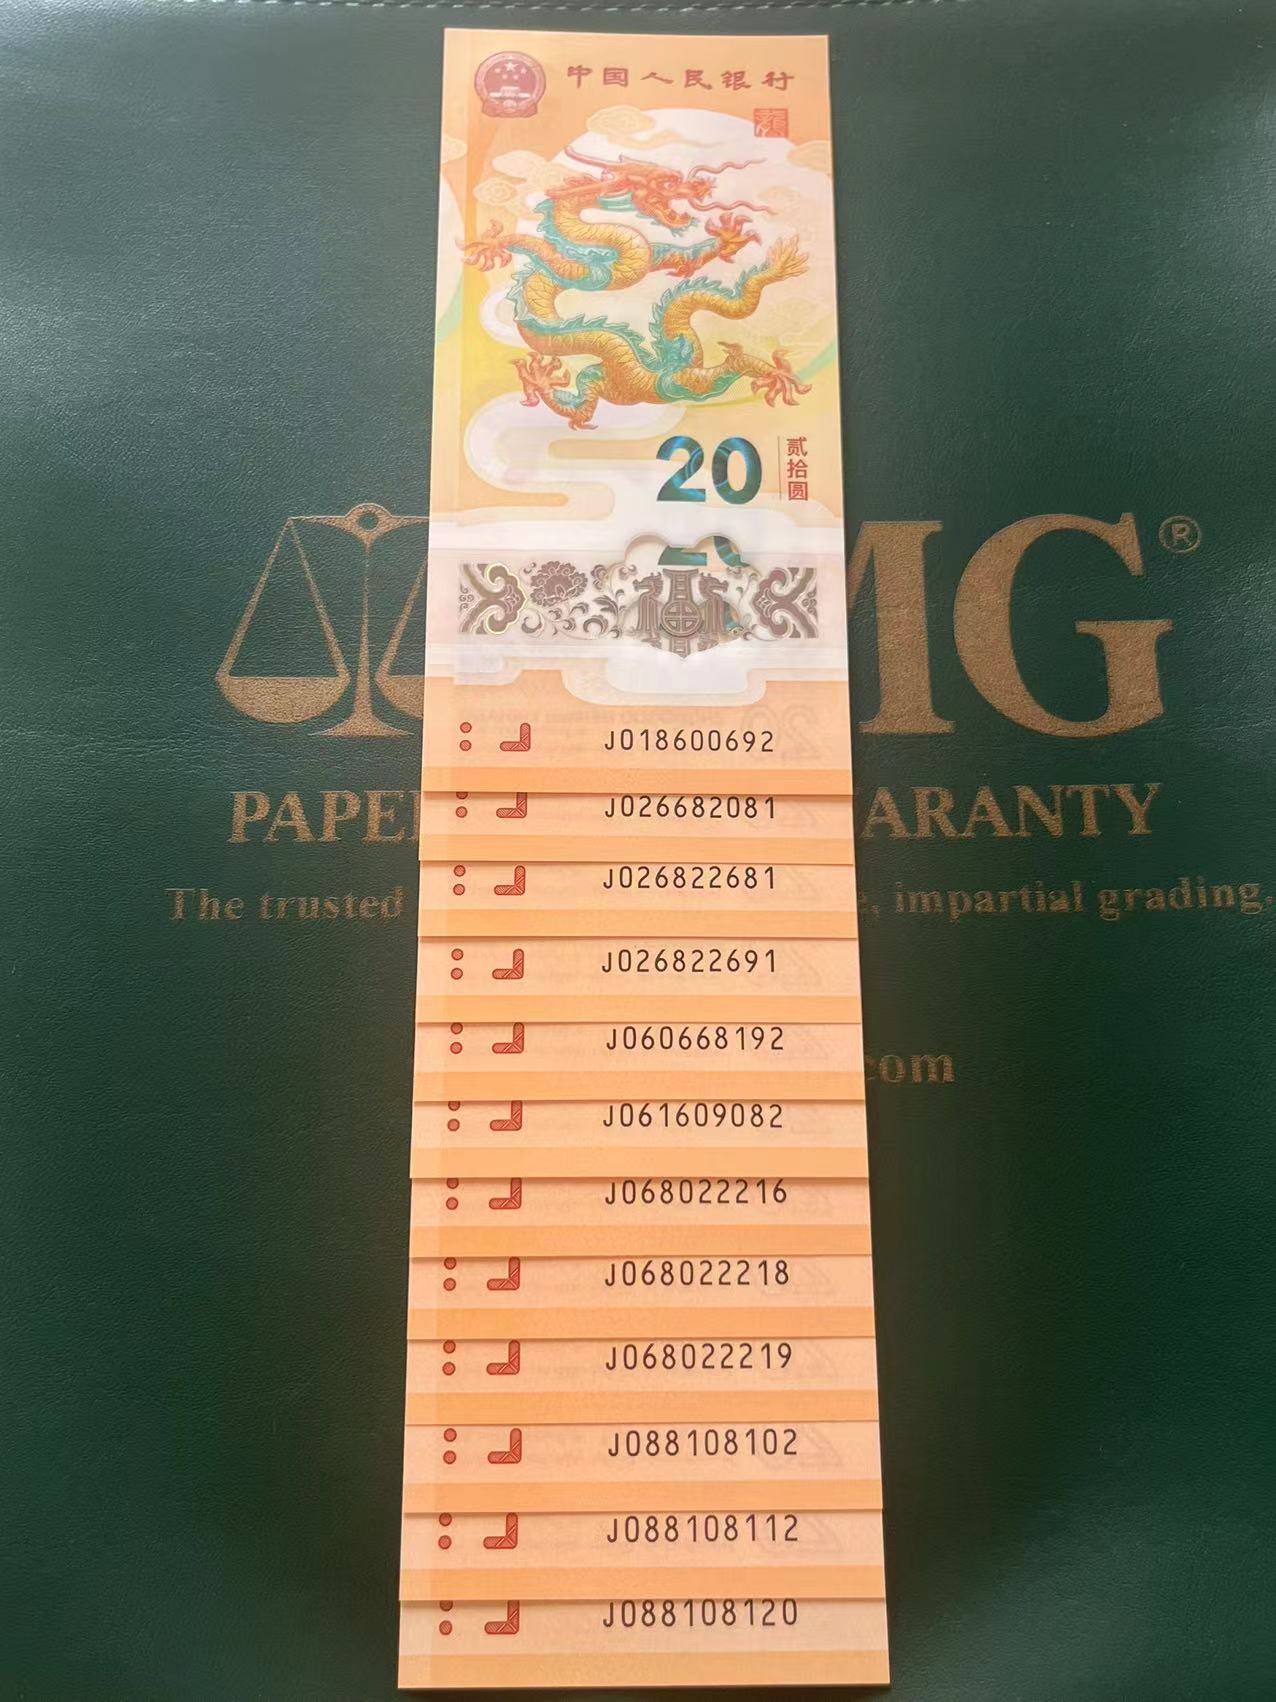 中国人民银行
龍
20
贰拾圆
MG®
PAPE ARANTY
The trusted e, impartial grading.
com
J018600692
J026682081
J026822681
J026822691
J060668192
J061609082
J068022216
J068022218
J068022219
J088108102
J088108112
J088108120